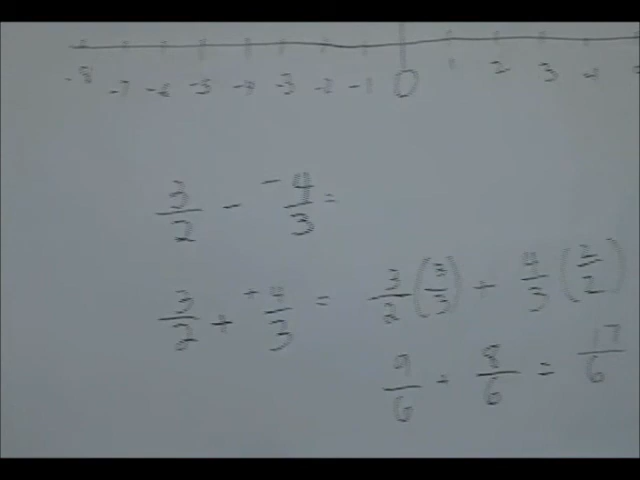 -8 -7 -6 -5 -4 -3 -2 -1 0 1 2 3 4
3/2 - -4/3 =
3/2 + +4/3 = 3/2 (3/3) + 4/3 (2/2)
9/6 + 8/6 = 17/6